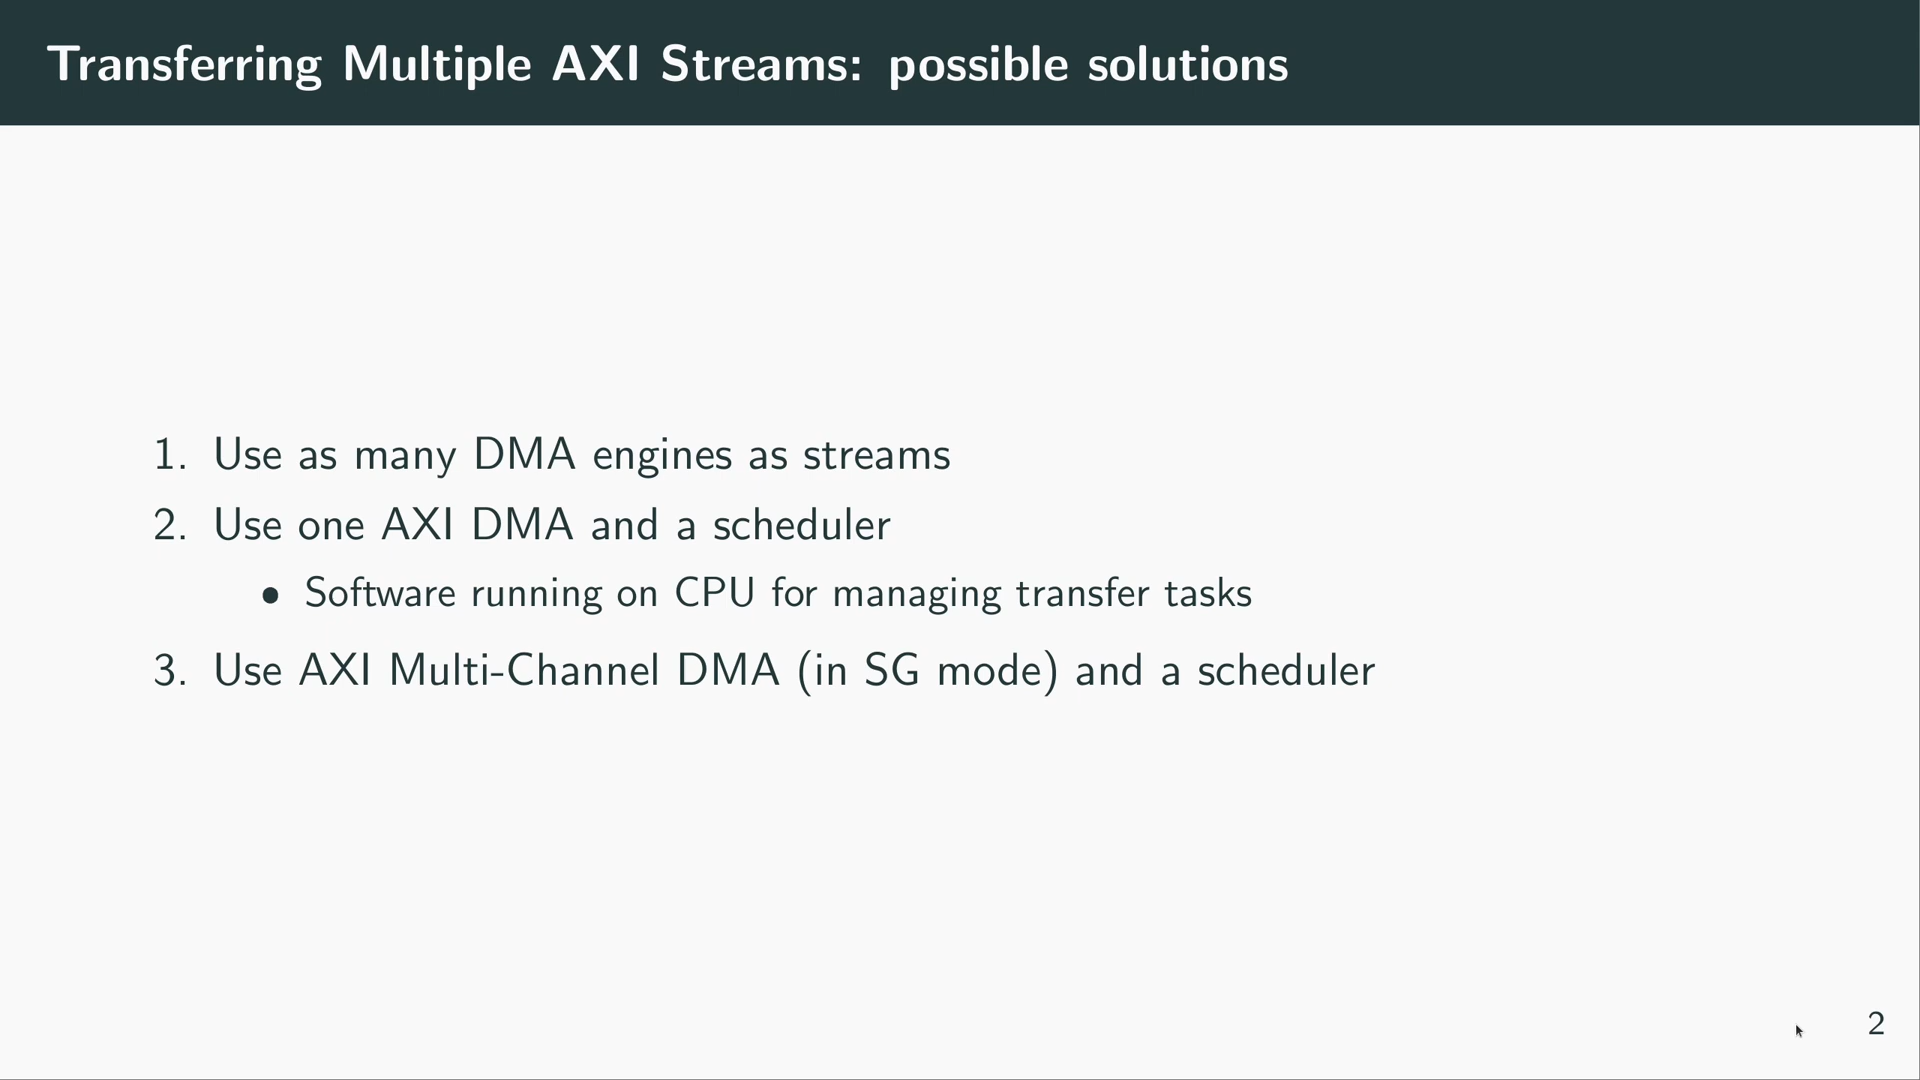 Transferring Multiple AXI Streams: possible solutions
1. Use as many DMA engines as streams
2. Use one AXI DMA and a scheduler
• Software running on CPU for managing transfer tasks
3. Use AXI Multi-Channel DMA (in SG mode) and a scheduler
2